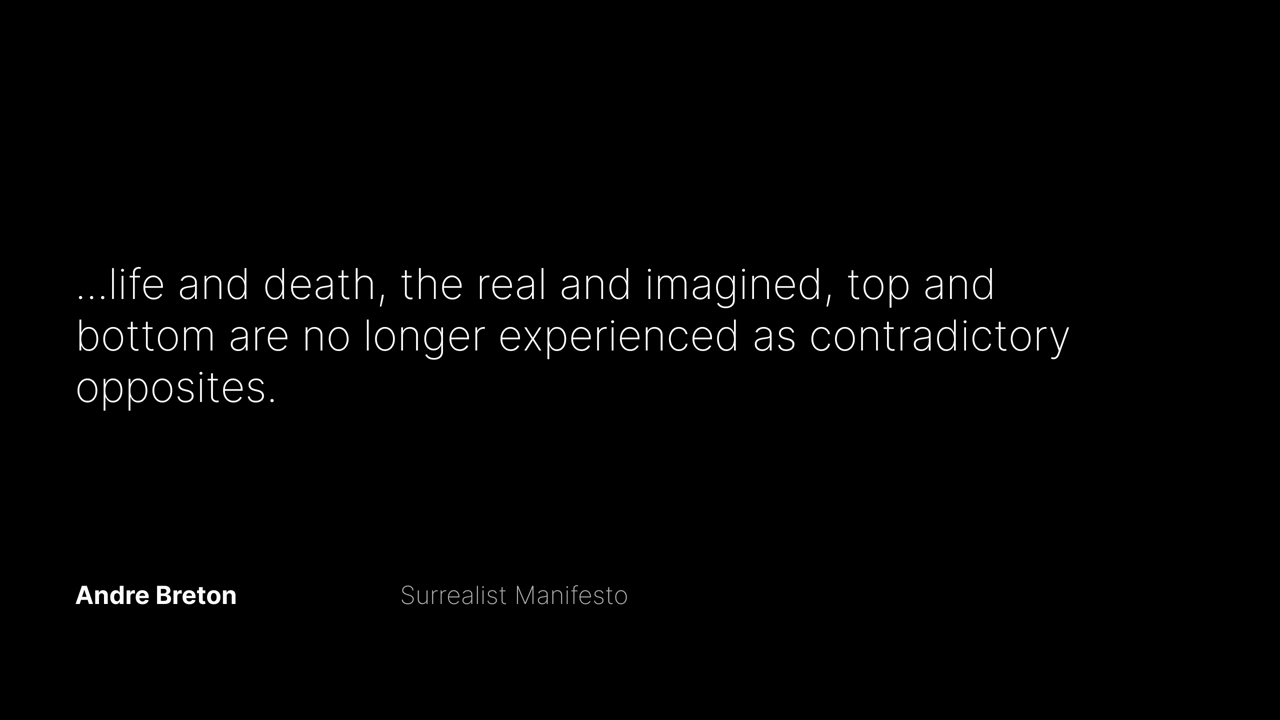 ...life and death, the real and imagined, top and
bottom are no longer experienced as contradictory
opposites.
Andre Breton
Surrealist Manifesto